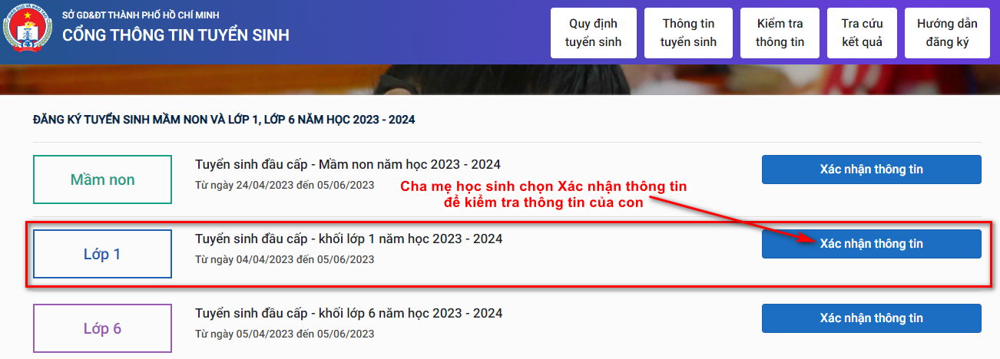 SỞ GD&ĐT THÀNH PHỐ HỒ CHÍ MINH
CỔNG THÔNG TIN TUYỂN SINH
Quy định
tuyển sinh
Thông tin
tuyển sinh
Kiểm tra
thông tin
Tra cứu
kết quả
Hướng dẫn
đăng ký
ĐĂNG KÝ TUYỂN SINH MẦM NON VÀ LỚP 1, LỚP 6 NĂM HỌC 2023 - 2024
Mầm non
Tuyển sinh đầu cấp - Mầm non năm học 2023 - 2024
Từ ngày 24/04/2023 đến 05/06/2023
Xác nhận thông tin
Cha mẹ học sinh chọn Xác nhận thông tin
để kiểm tra thông tin của con
Lớp 1
Tuyển sinh đầu cấp - khối lớp 1 năm học 2023 - 2024
Từ ngày 04/04/2023 đến 05/06/2023
Xác nhận thông tin
Lớp 6
Tuyển sinh đầu cấp - khối lớp 6 năm học 2023 - 2024
Từ ngày 05/04/2023 đến 05/06/2023
Xác nhận thông tin